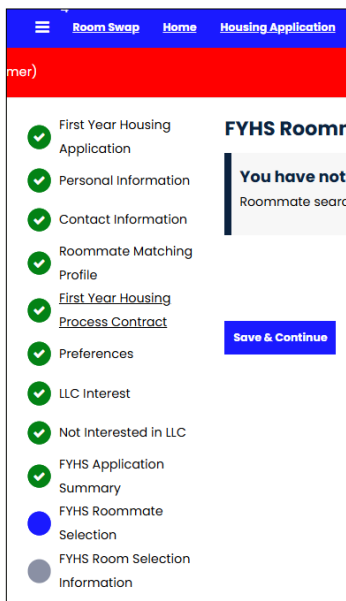 Room Swap Home Housing Application
mer)
First Year Housing
Application
Personal Information
Contact Information
Roommate Matching
Profile
First Year Housing
Process Contract
Preferences
LLC Interest
Not Interested in LLC
FYHS Application
Summary
FYHS Roommate
Selection
FYHS Room Selection
Information
FYHS Roomm
You have not
Roommate searc
Save & Continue